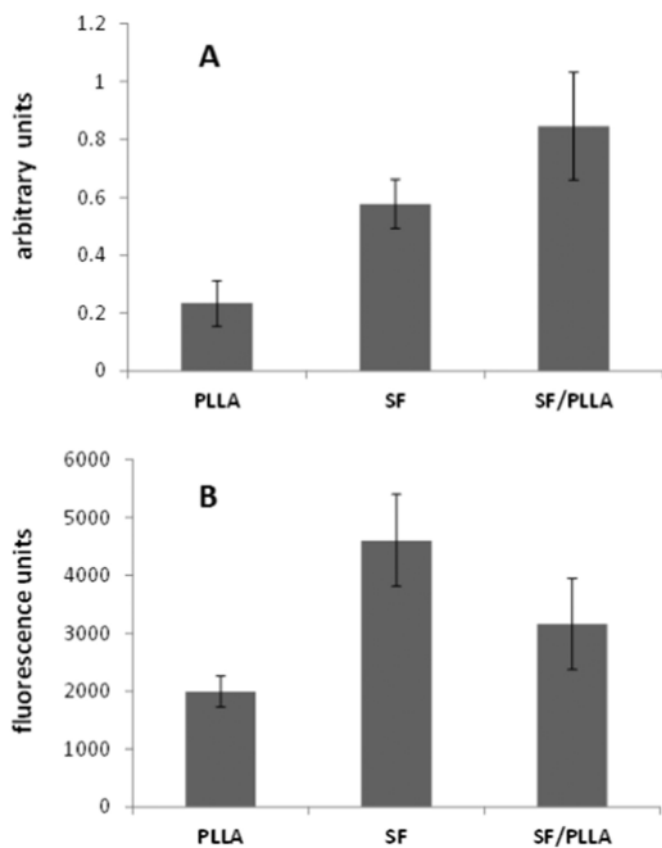 A
arbitrary units
1.2
1
0.8
0.6
0.4
0.2
0
PLLA SF SF/PLLA
B
fluorescence units
6000
5000
4000
3000
2000
1000
0
PLLA SF SF/PLLA